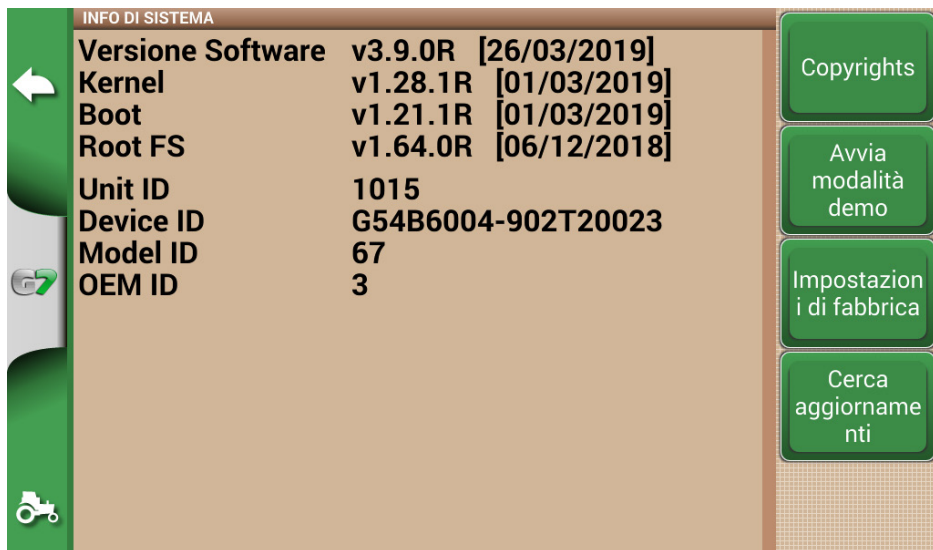 INFO DI SISTEMA
Versione Software v3.9.0R [26/03/2019]
Kernel v1.28.1R [01/03/2019]
Boot v1.21.1R [01/03/2019]
Root FS v1.64.0R [06/12/2018]
Unit ID 1015
Device ID G54B6004-902T20023
Model ID 67
OEM ID 3
G7
Copyrights
Avvia
modalità
demo
Impostazion
i di fabbrica
Cerca
aggiorname
nti